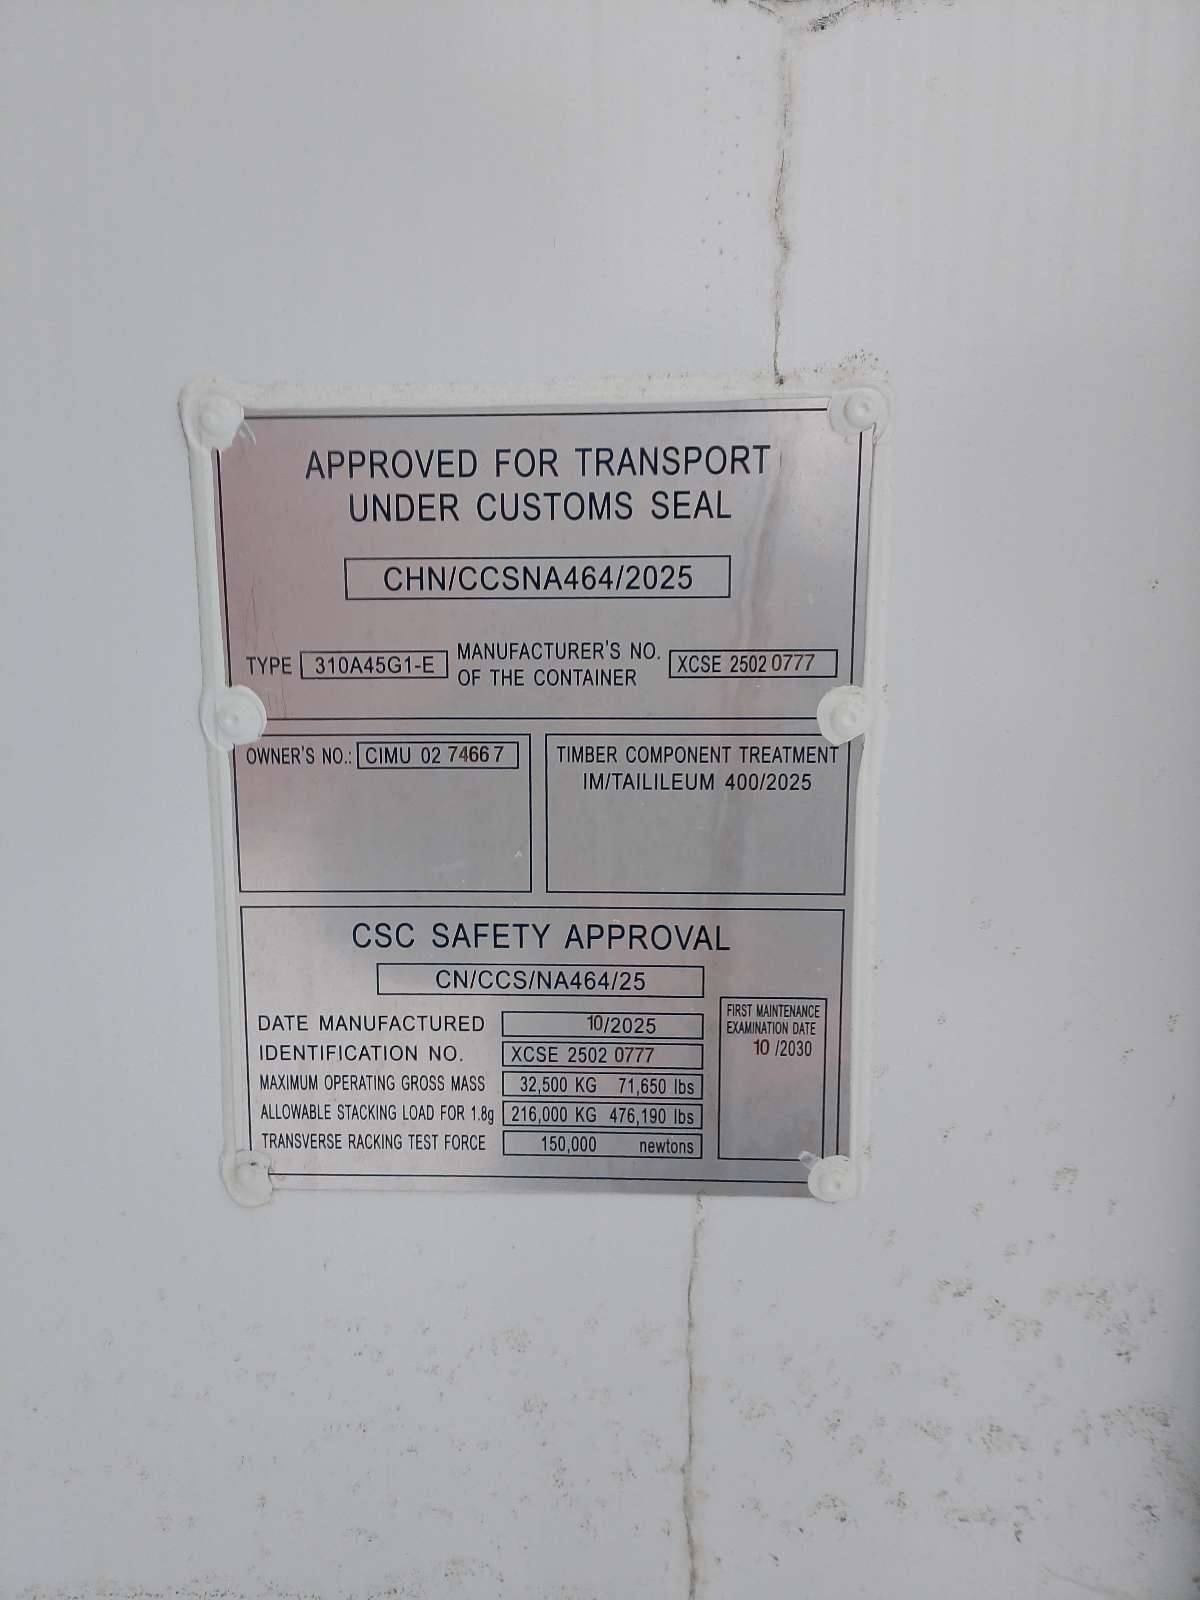 APPROVED FOR TRANSPORT
UNDER CUSTOMS SEAL
CHN/CCSNA464/2025
TYPE 310A45G1-E MANUFACTURER'S NO. OF THE CONTAINER XCSE 2502 0777
OWNER'S NO.: CIMU 02 74667
TIMBER COMPONENT TREATMENT
IM/TAILILEUM 400/2025
CSC SAFETY APPROVAL
CN/CCS/NA464/25
DATE MANUFACTURED 10/2025
IDENTIFICATION NO. XCSE 2502 0777
MAXIMUM OPERATING GROSS MASS 32,500 KG 71,650 lbs
ALLOWABLE STACKING LOAD FOR 1.8g 216,000 KG 476,190 lbs
TRANSVERSE RACKING TEST FORCE 150,000 newtons
FIRST MAINTENANCE
EXAMINATION DATE
10 /2030